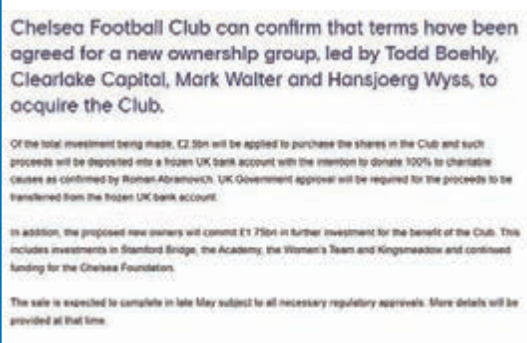 Chelsea Football Club can confirm that terms have been
agreed for a new ownership group, led by Todd Boehly,
Clearlake Capital, Mark Walter and Hansjoerg Wyss, to
acquire the Club.
Of the total investment being made, £2.5bn will be applied to purchase the shares in the Club and such
proceeds will be deposited into a frozen UK bank account with the intention to donate 100% to charitable
causes as confirmed by Roman Abramovich. UK Government approval will be required for the proceeds to be
transferred from the frozen UK bank account.
In addition, the proposed new owners will commit £1.75bn in further investment for the benefit of the Club. This
includes investments in Stamford Bridge, the Academy, the Women's Team and Kingsmeadow and continued
funding for the Chelsea Foundation.
The sale is expected to complete in late May subject to all necessary regulatory approvals. More details will be
provided at that time.